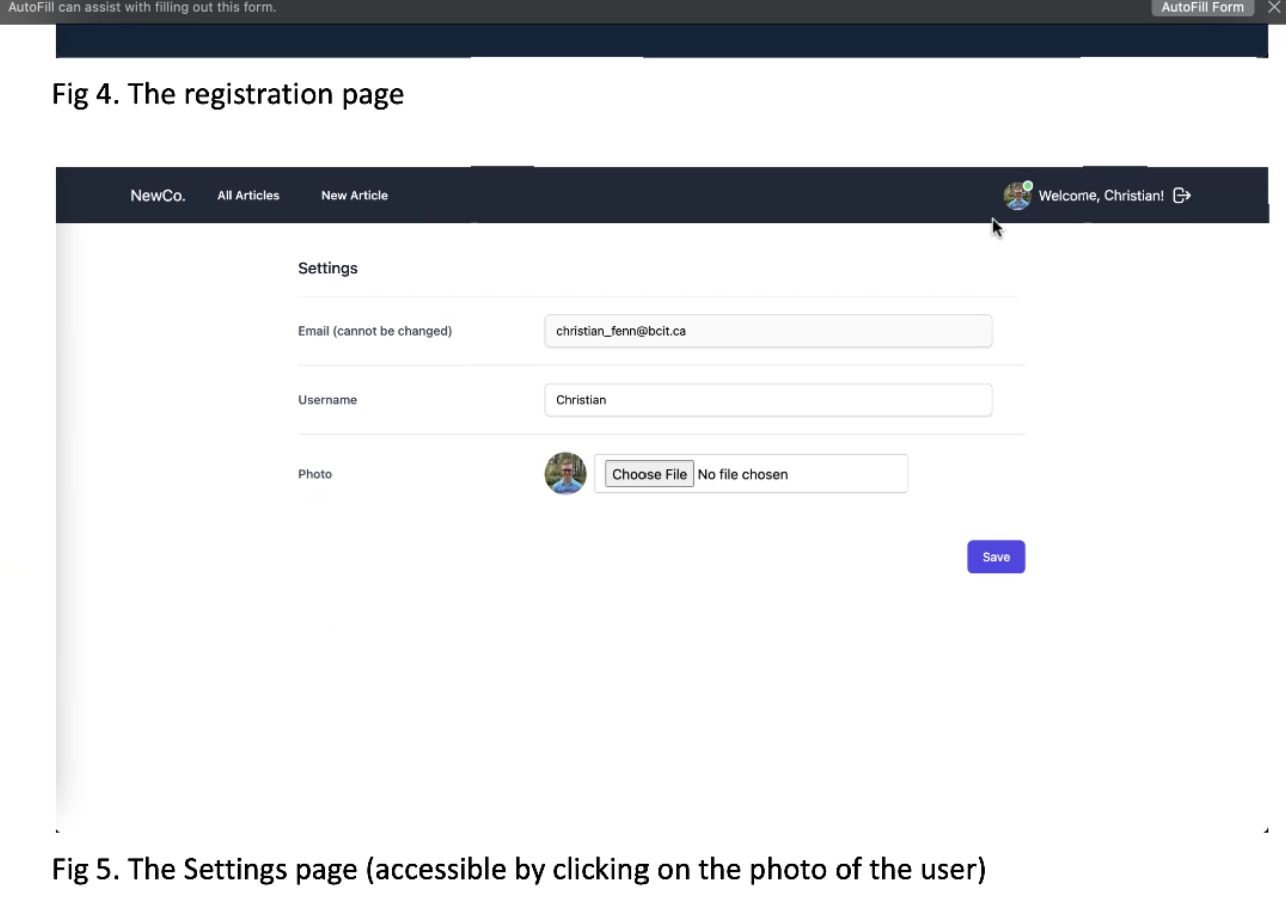 AutoFill can assist with filling out this form. AutoFill Form
Fig 4. The registration page
NewCo. All Articles New Article Welcome, Christian!
Settings
Email (cannot be changed) christian_fenn@bcit.ca
Username Christian
Photo Choose File No file chosen
Save
Fig 5. The Settings page (accessible by clicking on the photo of the user)